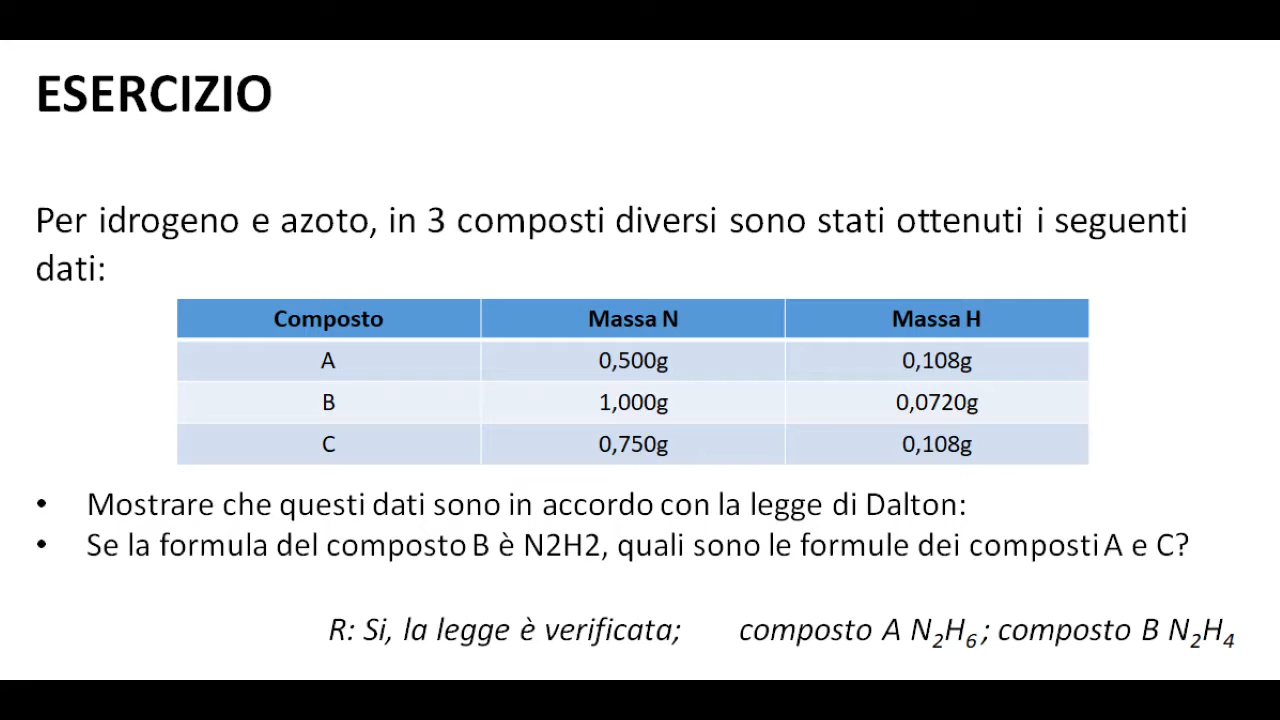 ESERCIZIO
Per idrogeno e azoto, in 3 composti diversi sono stati ottenuti i seguenti
dati:
Composto Massa N Massa H
A 0,500g 0,108g
B 1,000g 0,0720g
C 0,750g 0,108g
• Mostrare che questi dati sono in accordo con la legge di Dalton:
• Se la formula del composto B è N2H2, quali sono le formule dei composti A e C?
R: Si, la legge è verificata; composto A N₂H₆; composto B N₂H₄